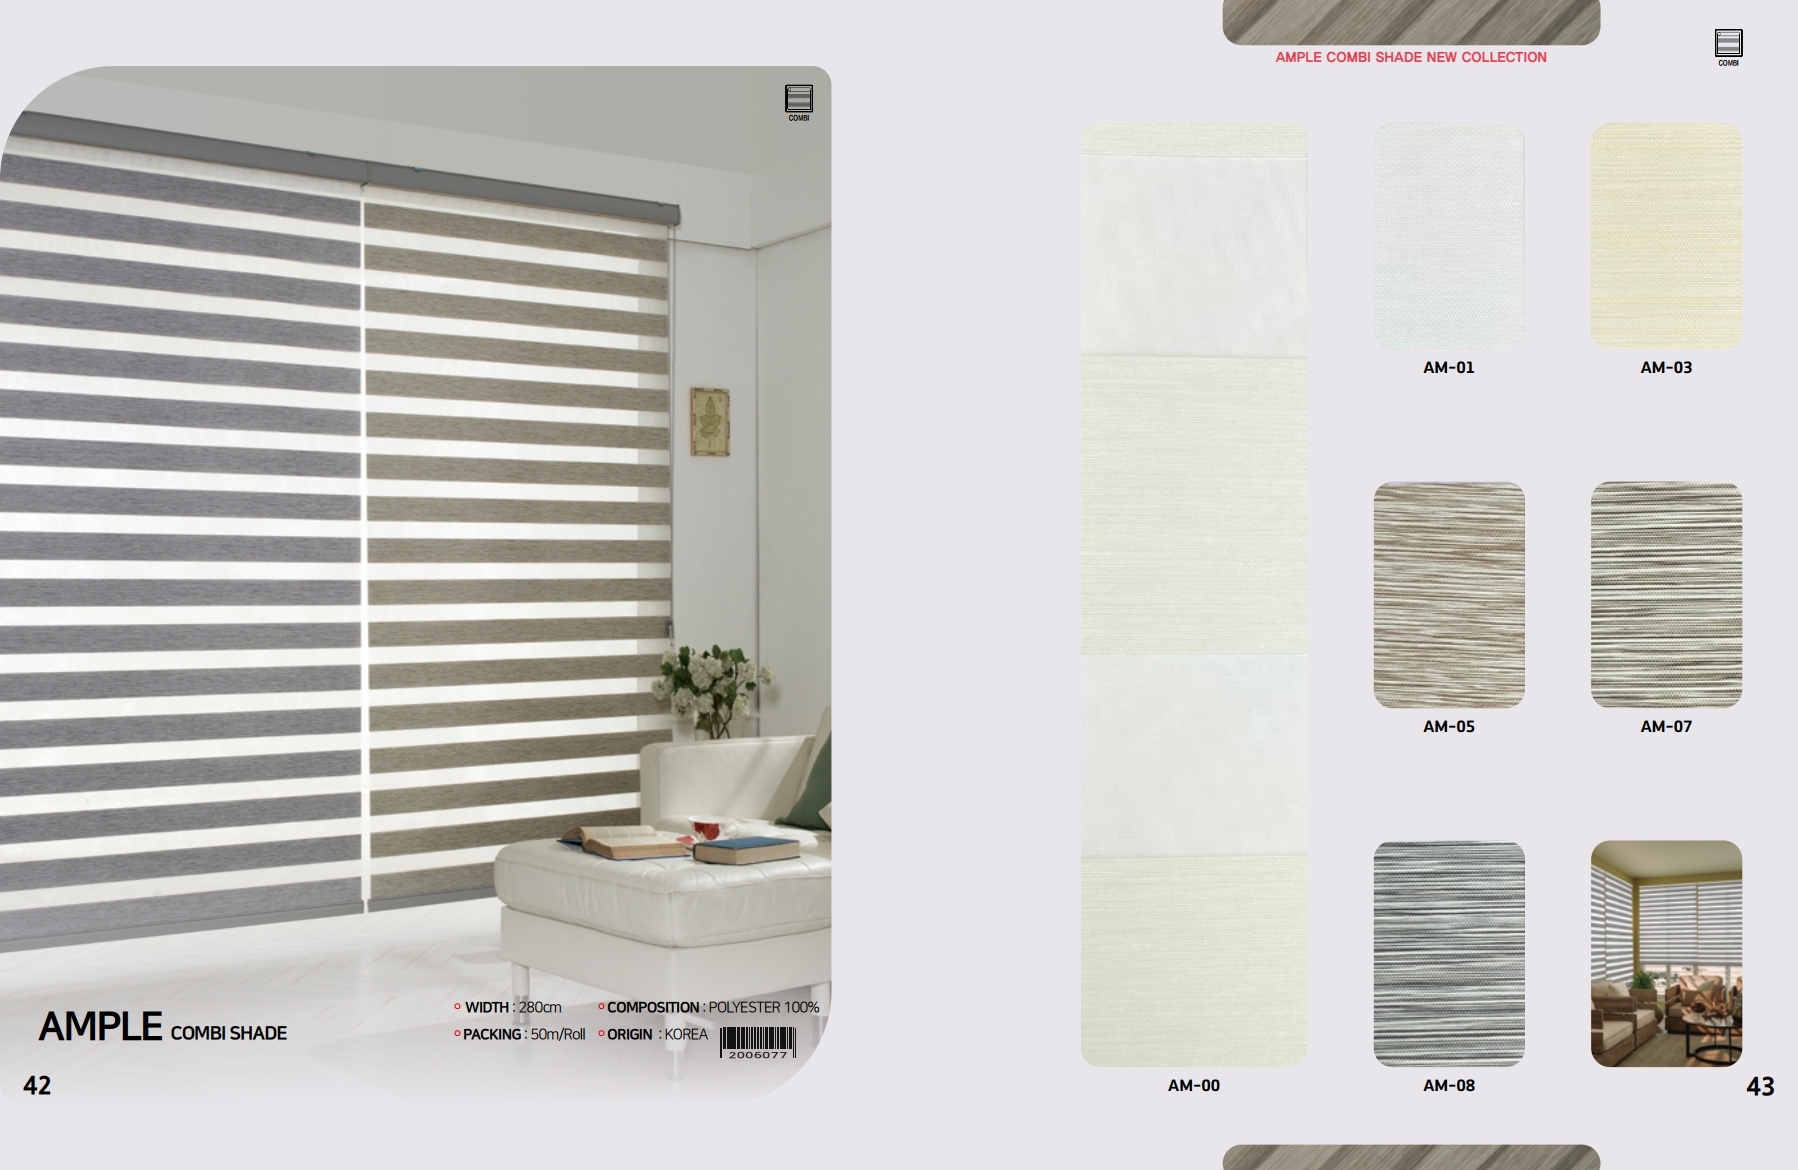 COMBI
AMPLE COMBI SHADE
WIDTH : 280cm
COMPOSITION : POLYESTER 100%
PACKING : 50m/Roll
ORIGIN : KOREA
2006077
42
AMPLE COMBI SHADE NEW COLLECTION
COMBI
AM-01
AM-03
AM-05
AM-07
AM-00
AM-08
43